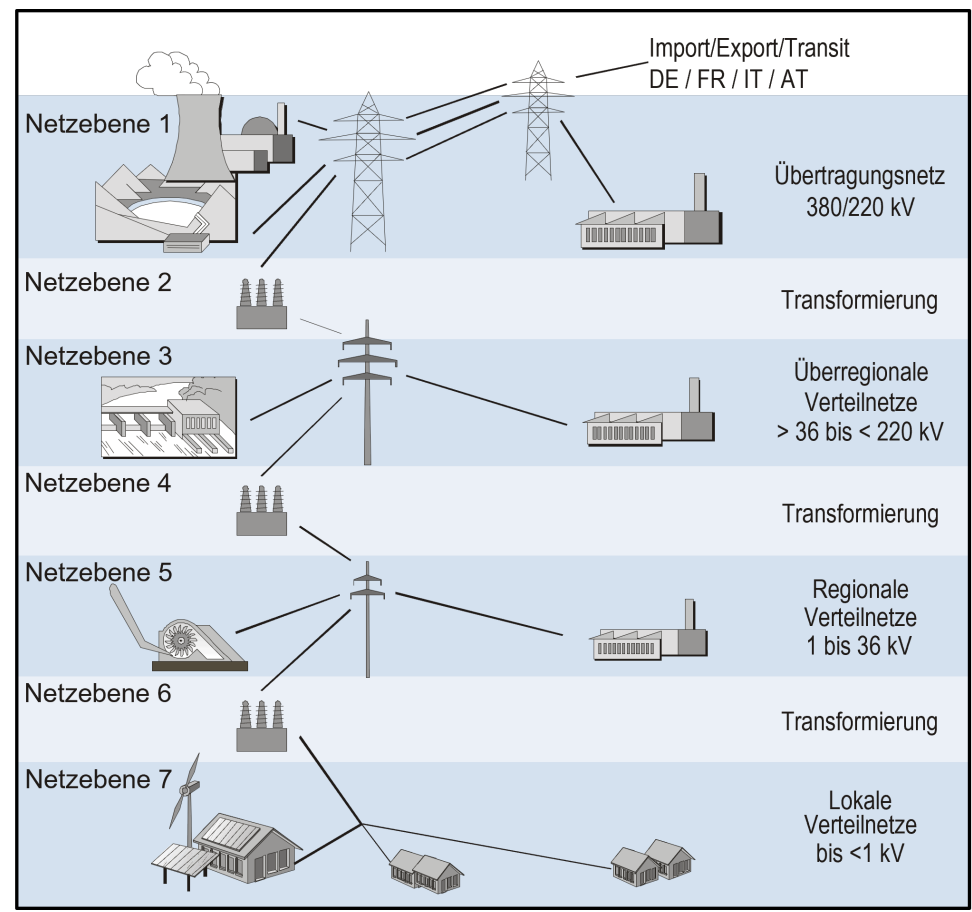 Import/Export/Transit
DE / FR / IT / AT
Netzebene 1
Übertragungsnetz
380/220 kV
Netzebene 2
Transformierung
Netzebene 3
Überregionale
Verteilnetze
> 36 bis < 220 kV
Netzebene 4
Transformierung
Netzebene 5
Regionale
Verteilnetze
1 bis 36 kV
Netzebene 6
Transformierung
Netzebene 7
Lokale
Verteilnetze
bis <1 kV